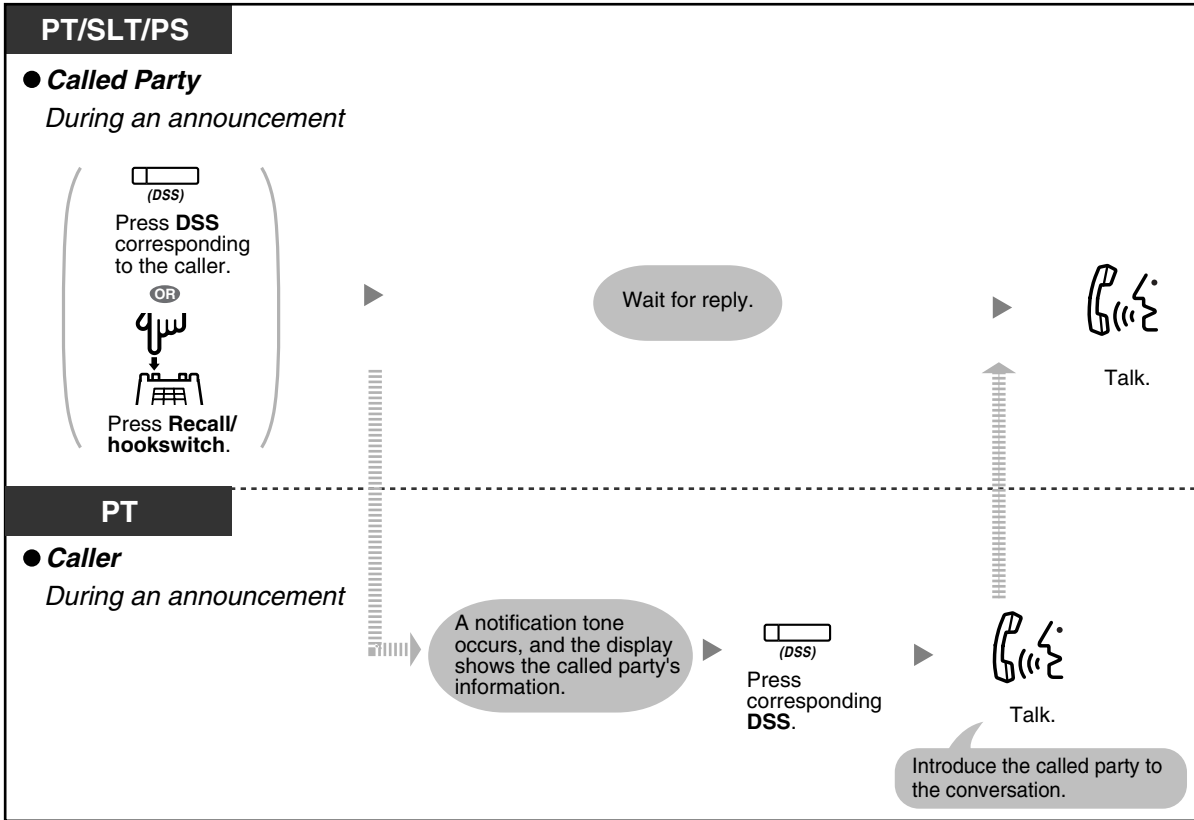 PT/SLT/PS
● Called Party
During an announcement
(DSS)
Press DSS
corresponding
to the caller.
OR
Press Recall/
hookswitch.
Wait for reply.
Talk.
PT
● Caller
During an announcement
A notification tone
occurs, and the display
shows the called party's
information.
(DSS)
Press
corresponding
DSS.
Talk.
Introduce the called party to
the conversation.